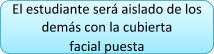 El estudiante será aislado de los
demás con la cubierta
facial puesta